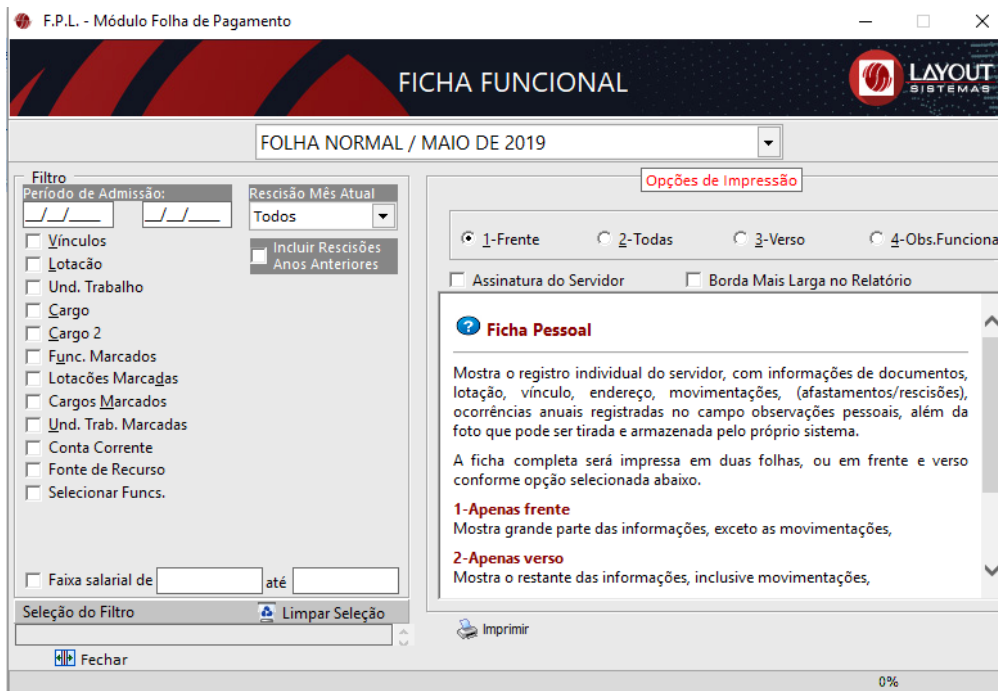 F.P.L. - Módulo Folha de Pagamento
FICHA FUNCIONAL
LAYOUT
SISTEMAS
FOLHA NORMAL / MAIO DE 2019
Filtro
Período de Admissão:
__/__/____ __/__/____
Rescisão Mês Atual
Todos
Incluir Rescisões
Anos Anteriores
Vínculos
Lotacão
Und. Trabalho
Cargo
Cargo 2
Func. Marcados
Lotacões Marcadas
Cargos Marcados
Und. Trab. Marcadas
Conta Corrente
Fonte de Recurso
Selecionar Funcs.
Faixa salarial de até
Seleção do Filtro Limpar Seleção
Fechar
Opções de Impressão
1-Frente 2-Todas 3-Verso 4-Obs.Funciona
Assinatura do Servidor Borda Mais Larga no Relatório
Ficha Pessoal
Mostra o registro individual do servidor, com informações de documentos,
lotação, vínculo, endereço, movimentações, (afastamentos/rescisões),
ocorrências anuais registradas no campo observações pessoais, além da
foto que pode ser tirada e armazenada pelo próprio sistema.
A ficha completa será impressa em duas folhas, ou em frente e verso
conforme opção selecionada abaixo.
1-Apenas frente
Mostra grande parte das informações, exceto as movimentações,
2-Apenas verso
Mostra o restante das informações, inclusive movimentações,
Imprimir
0%